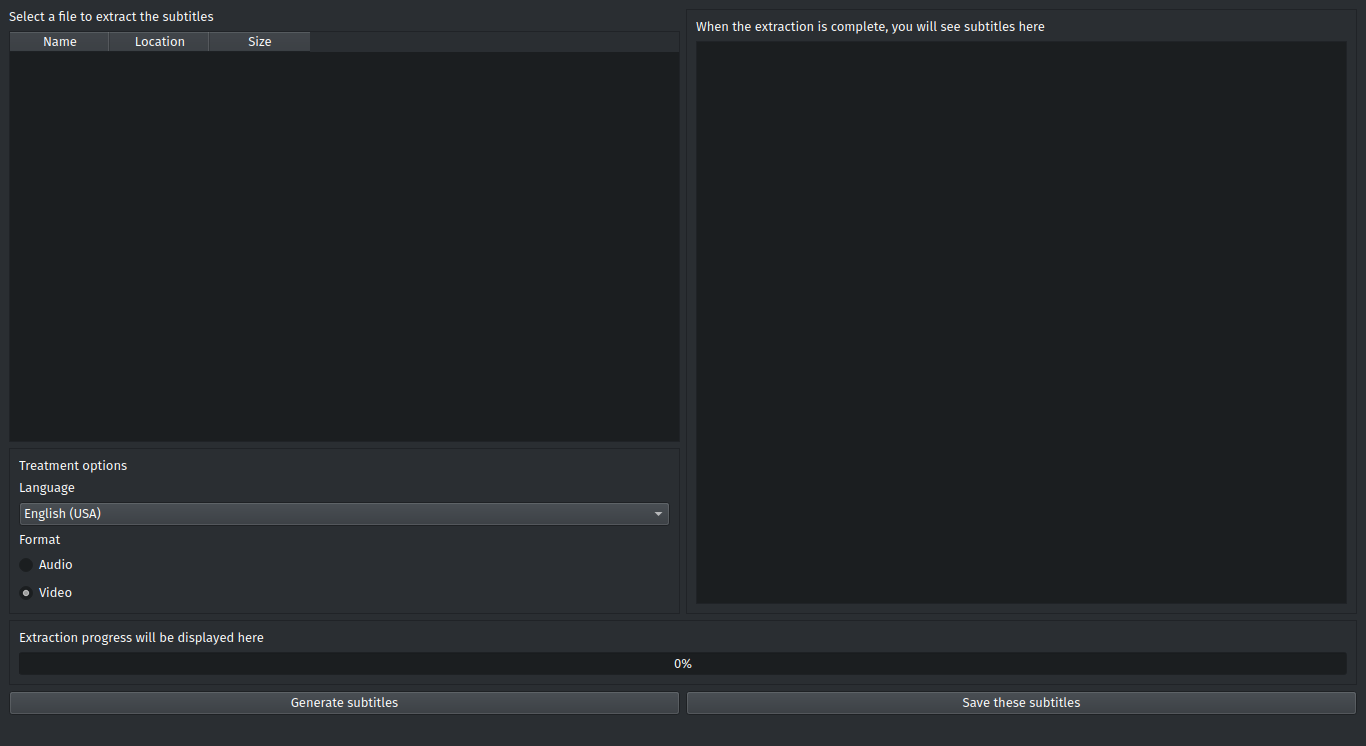 Select a file to extract the subtitles
Name Location Size
Treatment options
Language
English (USA)
Format
Audio
Video
When the extraction is complete, you will see subtitles here
Extraction progress will be displayed here
0%
Generate subtitles
Save these subtitles